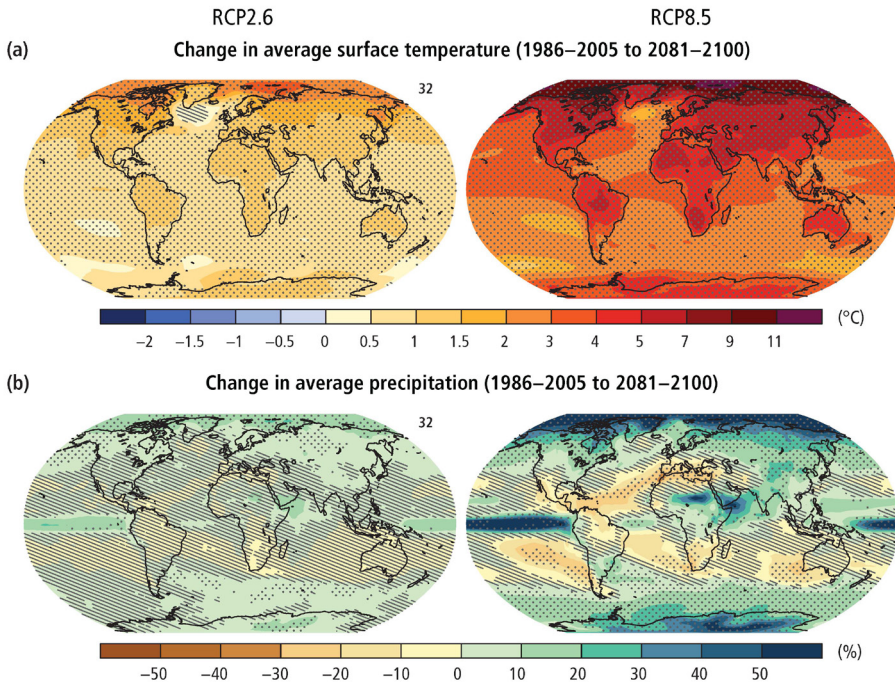 RCP2.6 RCP8.5
(a) Change in average surface temperature (1986–2005 to 2081–2100)
32
–2 –1.5 –1 –0.5 0 0.5 1 1.5 2 3 4 5 7 9 11 (°C)
(b) Change in average precipitation (1986–2005 to 2081–2100)
32
–50 –40 –30 –20 –10 0 10 20 30 40 50 (%)